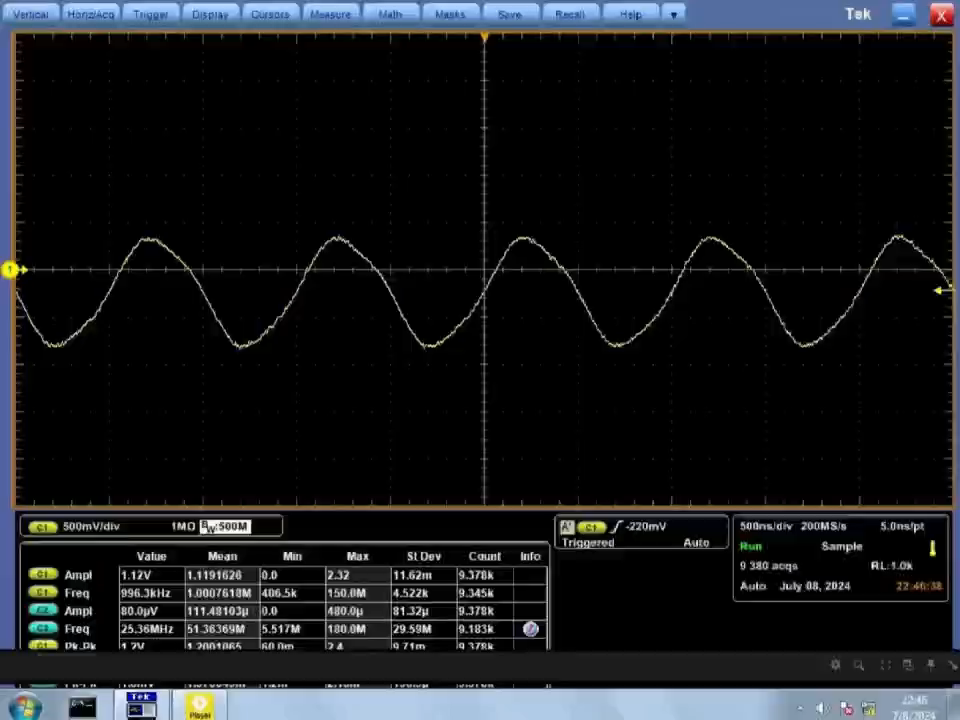 Vertical Horiz/Acq Trigger Display Cursors Measure Math Masks Save Recall Help Tek X
1
C1 500mV/div 1MΩ BW:500M
A' C1 -220mV
Triggered Auto
500ns/div 200MS/s 5.0ns/pt
Run Sample
9 380 acqs RL:1.0k
Auto July 08, 2024 22:46:38
Value Mean Min Max St Dev Count Info
C1 Ampl 1.12V 1.1191626 0.0 2.32 11.62m 9.378k
C1 Freq 996.3kHz 1.0007618M 406.5k 150.0M 4.522k 9.345k
C2 Ampl 80.0µV 111.48103µ 0.0 480.0µ 81.32µ 9.378k
C2 Freq 25.36MHz 51.36369M 5.517M 180.0M 29.59M 9.183k
C1 Pk-Pk 1.2V 1.2001065 60.0m 2.4 9.71m 9.378k
Tek
Player
22:46
7/8/2024